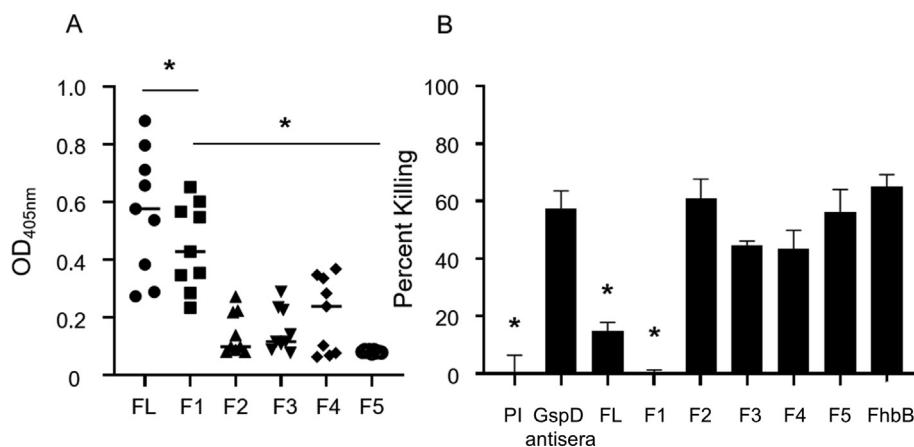 A
*
*
OD405nm
1.0
0.8
0.6
0.4
0.2
0
FL F1 F2 F3 F4 F5
B
Percent Killing
100
80
60
40
20
0
* * *
PI GspD FL F1 F2 F3 F4 F5 FhbB
antisera